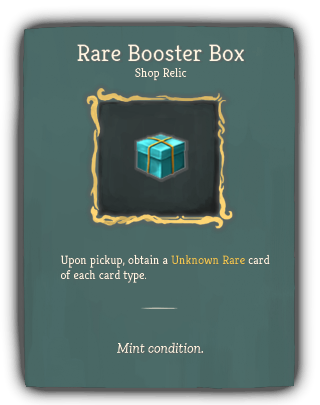 Rare Booster Box
Shop Relic
Upon pickup, obtain a Unknown Rare card
of each card type.
Mint condition.